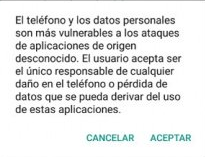 El teléfono y los datos personales
son más vulnerables a los ataques
de aplicaciones de origen
desconocido. El usuario acepta ser
el único responsable de cualquier
daño en el teléfono o pérdida de
datos que se pueda derivar del uso
de estas aplicaciones.
CANCELAR ACEPTAR